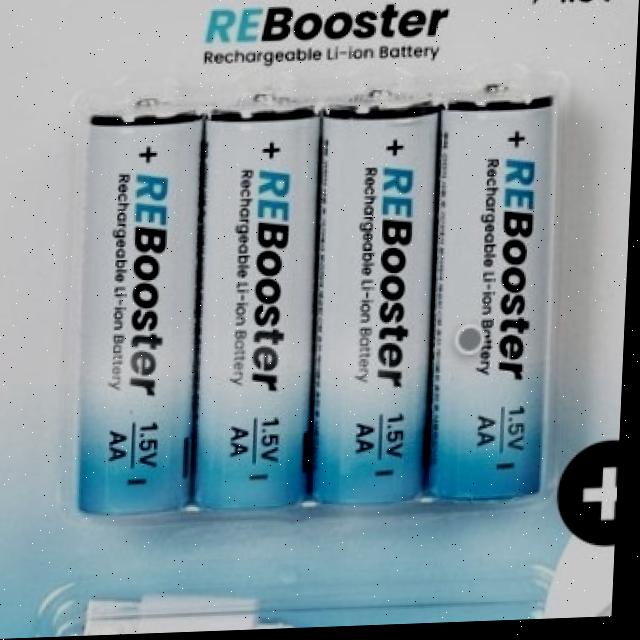 REBooster
Rechargeable Li-ion Battery
+ REBooster
Rechargeable Li-ion Battery
1.5V
AA
+ REBooster
Rechargeable Li-ion Battery
1.5V
AA
+ REBooster
Rechargeable Li-ion Battery
1.5V
AA
+ REBooster
Rechargeable Li-ion Battery
1.5V
AA